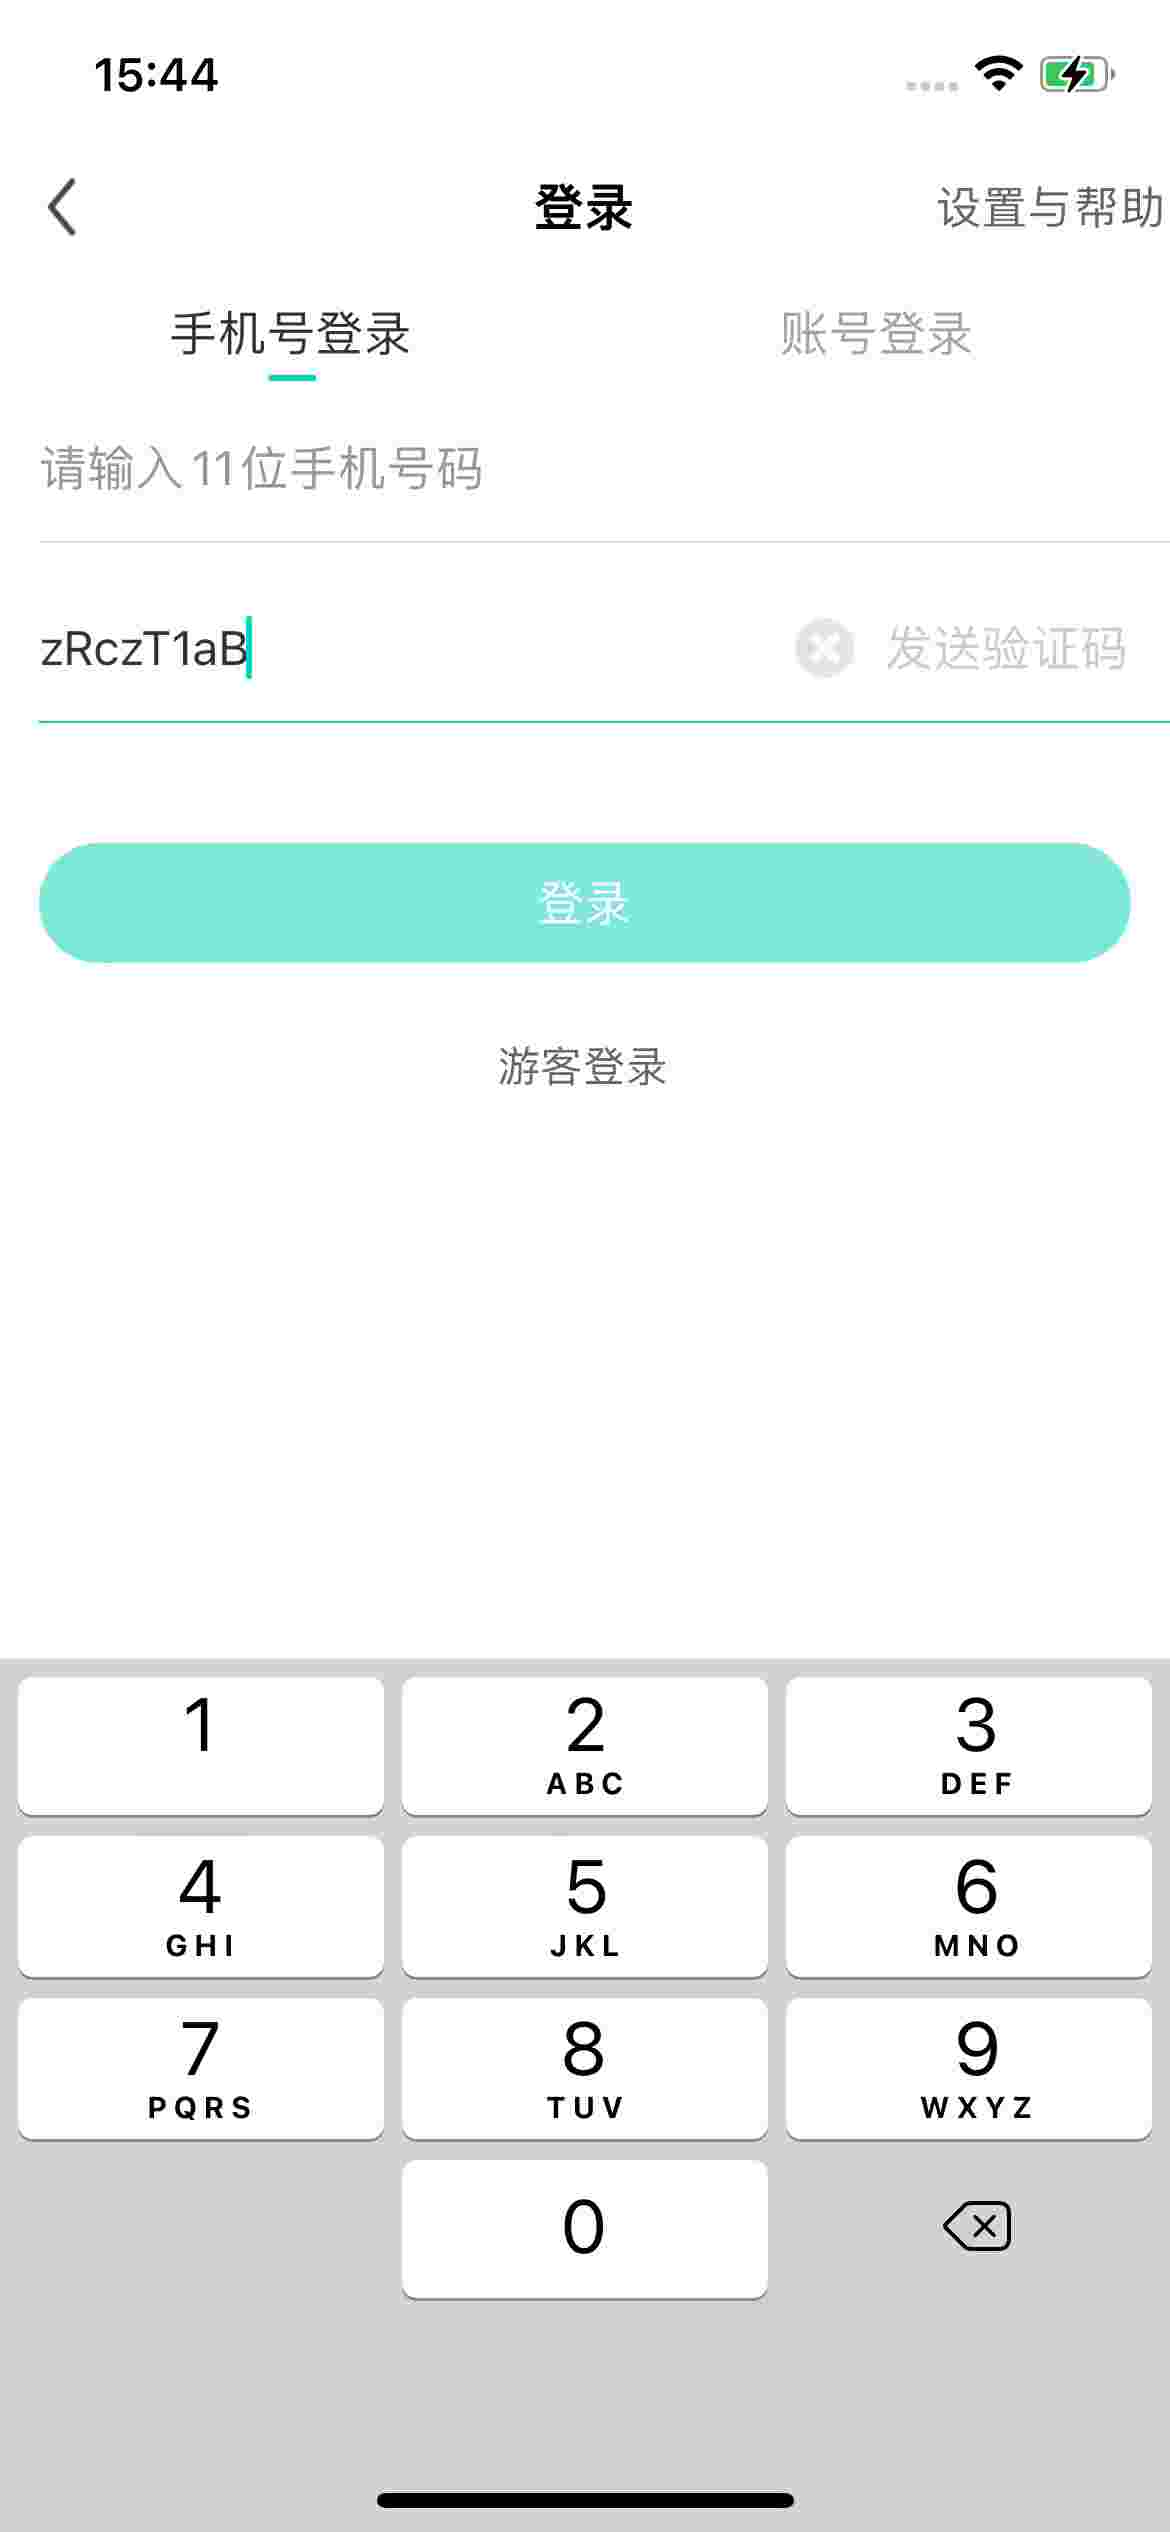 15:44
登录
设置与帮助
手机号登录
账号登录
请输入11位手机号码
zRczT1aB
发送验证码
登录
游客登录
1
2
ABC
3
DEF
4
GHI
5
JKL
6
MNO
7
PQRS
8
TUV
9
WXYZ
0